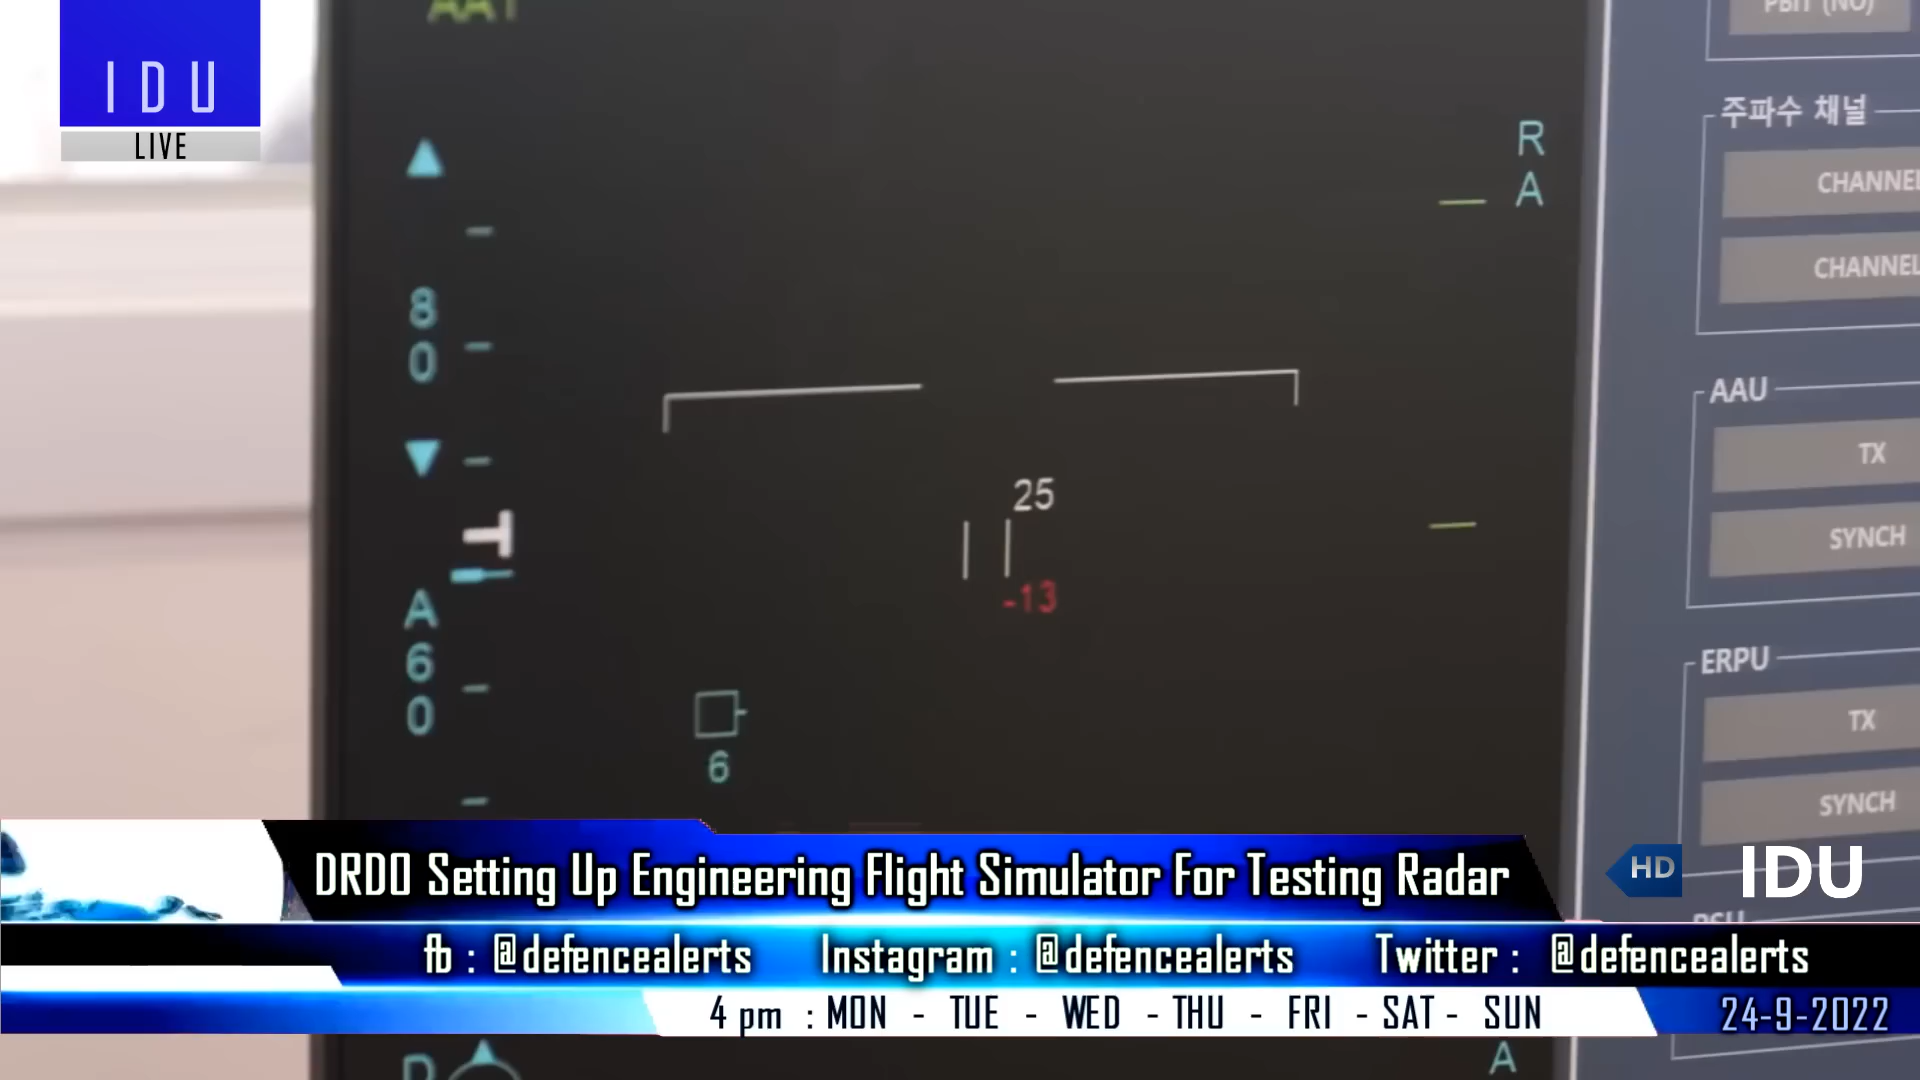 IDU
LIVE
PBIT (NO)
R
A
주파수 채널
CHANNEL
CHANNEL
8
0
AAU
TX
SYNCH
25
-13
A
6
0
6
ERPU
TX
SYNCH
DRDO Setting Up Engineering Flight Simulator For Testing Radar
HD IDU
fb : @defencealerts Instagram : @defencealerts Twitter : @defencealerts
4 pm : MON - TUE - WED - THU - FRI - SAT - SUN
24-9-2022
A